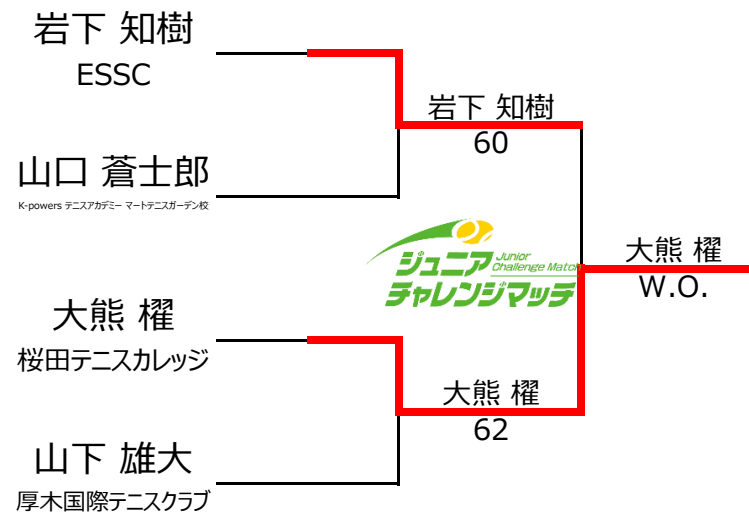 岩下 知樹
ESSC
岩下 知樹
60
山口 蒼士郎
K-powers テニスアカデミー マートテニスガーデン校
Junior
Challenge Match
ジュニア
チャレンジマッチ
大熊 櫂
W.O.
大熊 櫂
桜田テニスカレッジ
大熊 櫂
62
山下 雄大
厚木国際テニスクラブ